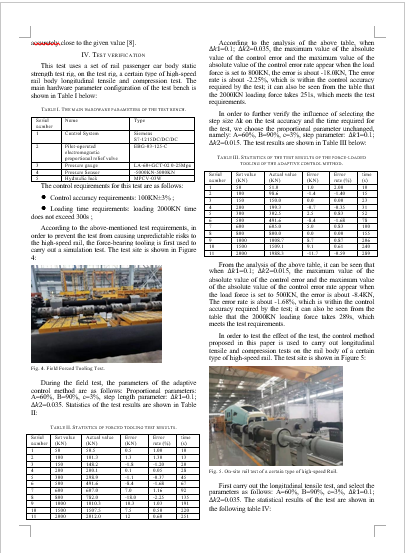 accurately close to the given value [8].
IV. TEST VERIFICATION
This test uses a set of rail passenger car body static
strength test rig, on the test rig, a certain type of high-speed
rail body longitudinal tensile and compression test. The
main hardware parameter configuration of the test bench is
shown in Table I below:
TABLE I. THE MAIN HARDWARE PARAMETERS OF THE TEST BENCH.
Serial number Name Type
1 Control System Siemens S7-1215DC/DC/DC
2 Pilot-operated electromagnetic proportional relief valve EBG-03-125-C
3 Pressure gauge
4 Pressure Sensor -5000KN-5000KN
5 Hydraulic lock MPCV-01W
The control requirements for this test are as follows:
● Control accuracy requirements: 100KN±3% ;
● Loading time requirements: loading 2000KN time
does not exceed 300s ;
According to the above-mentioned test requirements, in
order to prevent the test from causing unpredictable risks to
the high-speed rail, the force-bearing tooling is first used to
carry out a simulation test. The test site is shown in Figure
4:
Fig. 4. Field Forced Tooling Test.
During the field test, the parameters of the adaptive
control method are as follows: Proportional parameters:
A=60%, B=90%, c=3%, step length parameter: Δk1=0.1;
Δk2=0.035. Statistics of the test results are shown in Table
II:
TABLE II. STATISTICS OF FORCED TOOLING TEST RESULTS.
Serial number Set value (KN) Actual value (KN) Error (KN) Error rate (%) time (s)
1 50 50.5 0.5 1.00 10
2 100 101.3 1.3 1.30 13
3 150 148.2 -1.8 -1.20 20
4 200 200.1 0.1 0.05 28
5 300 298.9 -1.1 -0.37 45
6 500 491.6 -8.4 -1.68 67
7 600 607.0 7.0 1.16 92
8 800 782.0 -18.0 -2.25 135
9 1000 1010.3 10.3 1.03 191
10 1500 1507.5 7.5 0.50 220
11 2000 2012.0 12 0.60 251
According to the analysis of the above table, when
Δk1=0.1; Δk2=0.035, the maximum value of the absolute
value of the control error and the maximum value of the
absolute value of the control error rate appear when the load
force is set to 800KN, the error is about -18.0KN, The error
rate is about -2.25%, which is within the control accuracy
required by the test; it can also be seen from the table that
the 2000KN loading force takes 251s, which meets the test
requirements.
In order to further verify the influence of selecting the
step size Δk on the test accuracy and the time required for
the test, we choose the proportional parameter unchanged,
namely: A=60%, B=90%, c=3%, step parameter: Δk1=0.1;
Δk2=0.015. The test results are shown in Table III below:
TABLE III. STATISTICS OF THE TEST RESULTS OF THE FORCE-LOADED
TOOLING OF THE ADAPTIVE CONTROL METHOD.
Serial number Set value (KN) Actual value (KN) Error (KN) Error rate (%) time (s)
1 50 51.0 1.0 2.00 10
2 100 98.6 -1.4 -1.40 15
3 150 150.0 0.0 0.00 23
4 200 199.3 -0.7 -0.35 31
5 300 302.5 2.5 0.83 52
6 500 491.6 -8.4 -1.68 78
7 600 605.0 5.0 0.83 100
8 800 800.0 0.0 0.00 155
9 1000 1008.7 8.7 0.87 206
10 1500 1509.1 9.1 0.61 240
11 2000 1988.3 -11.7 -0.59 289
From the analysis of the above table, it can be seen that
when Δk1=0.1; Δk2=0.015, the maximum value of the
absolute value of the control error and the maximum value
of the absolute value of the control error rate appear when
the load force is set to 500KN, the error is about -8.4KN,
The error rate is about -1.68%, which is within the control
accuracy required by the test; it can also be seen from the
table that the 2000KN loading force takes 289s, which
meets the test requirements.
In order to test the effect of the test, the control method
proposed in this paper is used to carry out longitudinal
tensile and compression tests on the rail body of a certain
type of high-speed rail. The test site is shown in Figure 5:
Fig. 5. On-site rail test of a certain type of high-speed Rail.
First carry out the longitudinal tensile test, and select the
parameters as follows: A=60%, B=90%, c=3%, Δk1=0.1;
Δk2=0.035. The statistical results of the test are shown in
the following table IV: